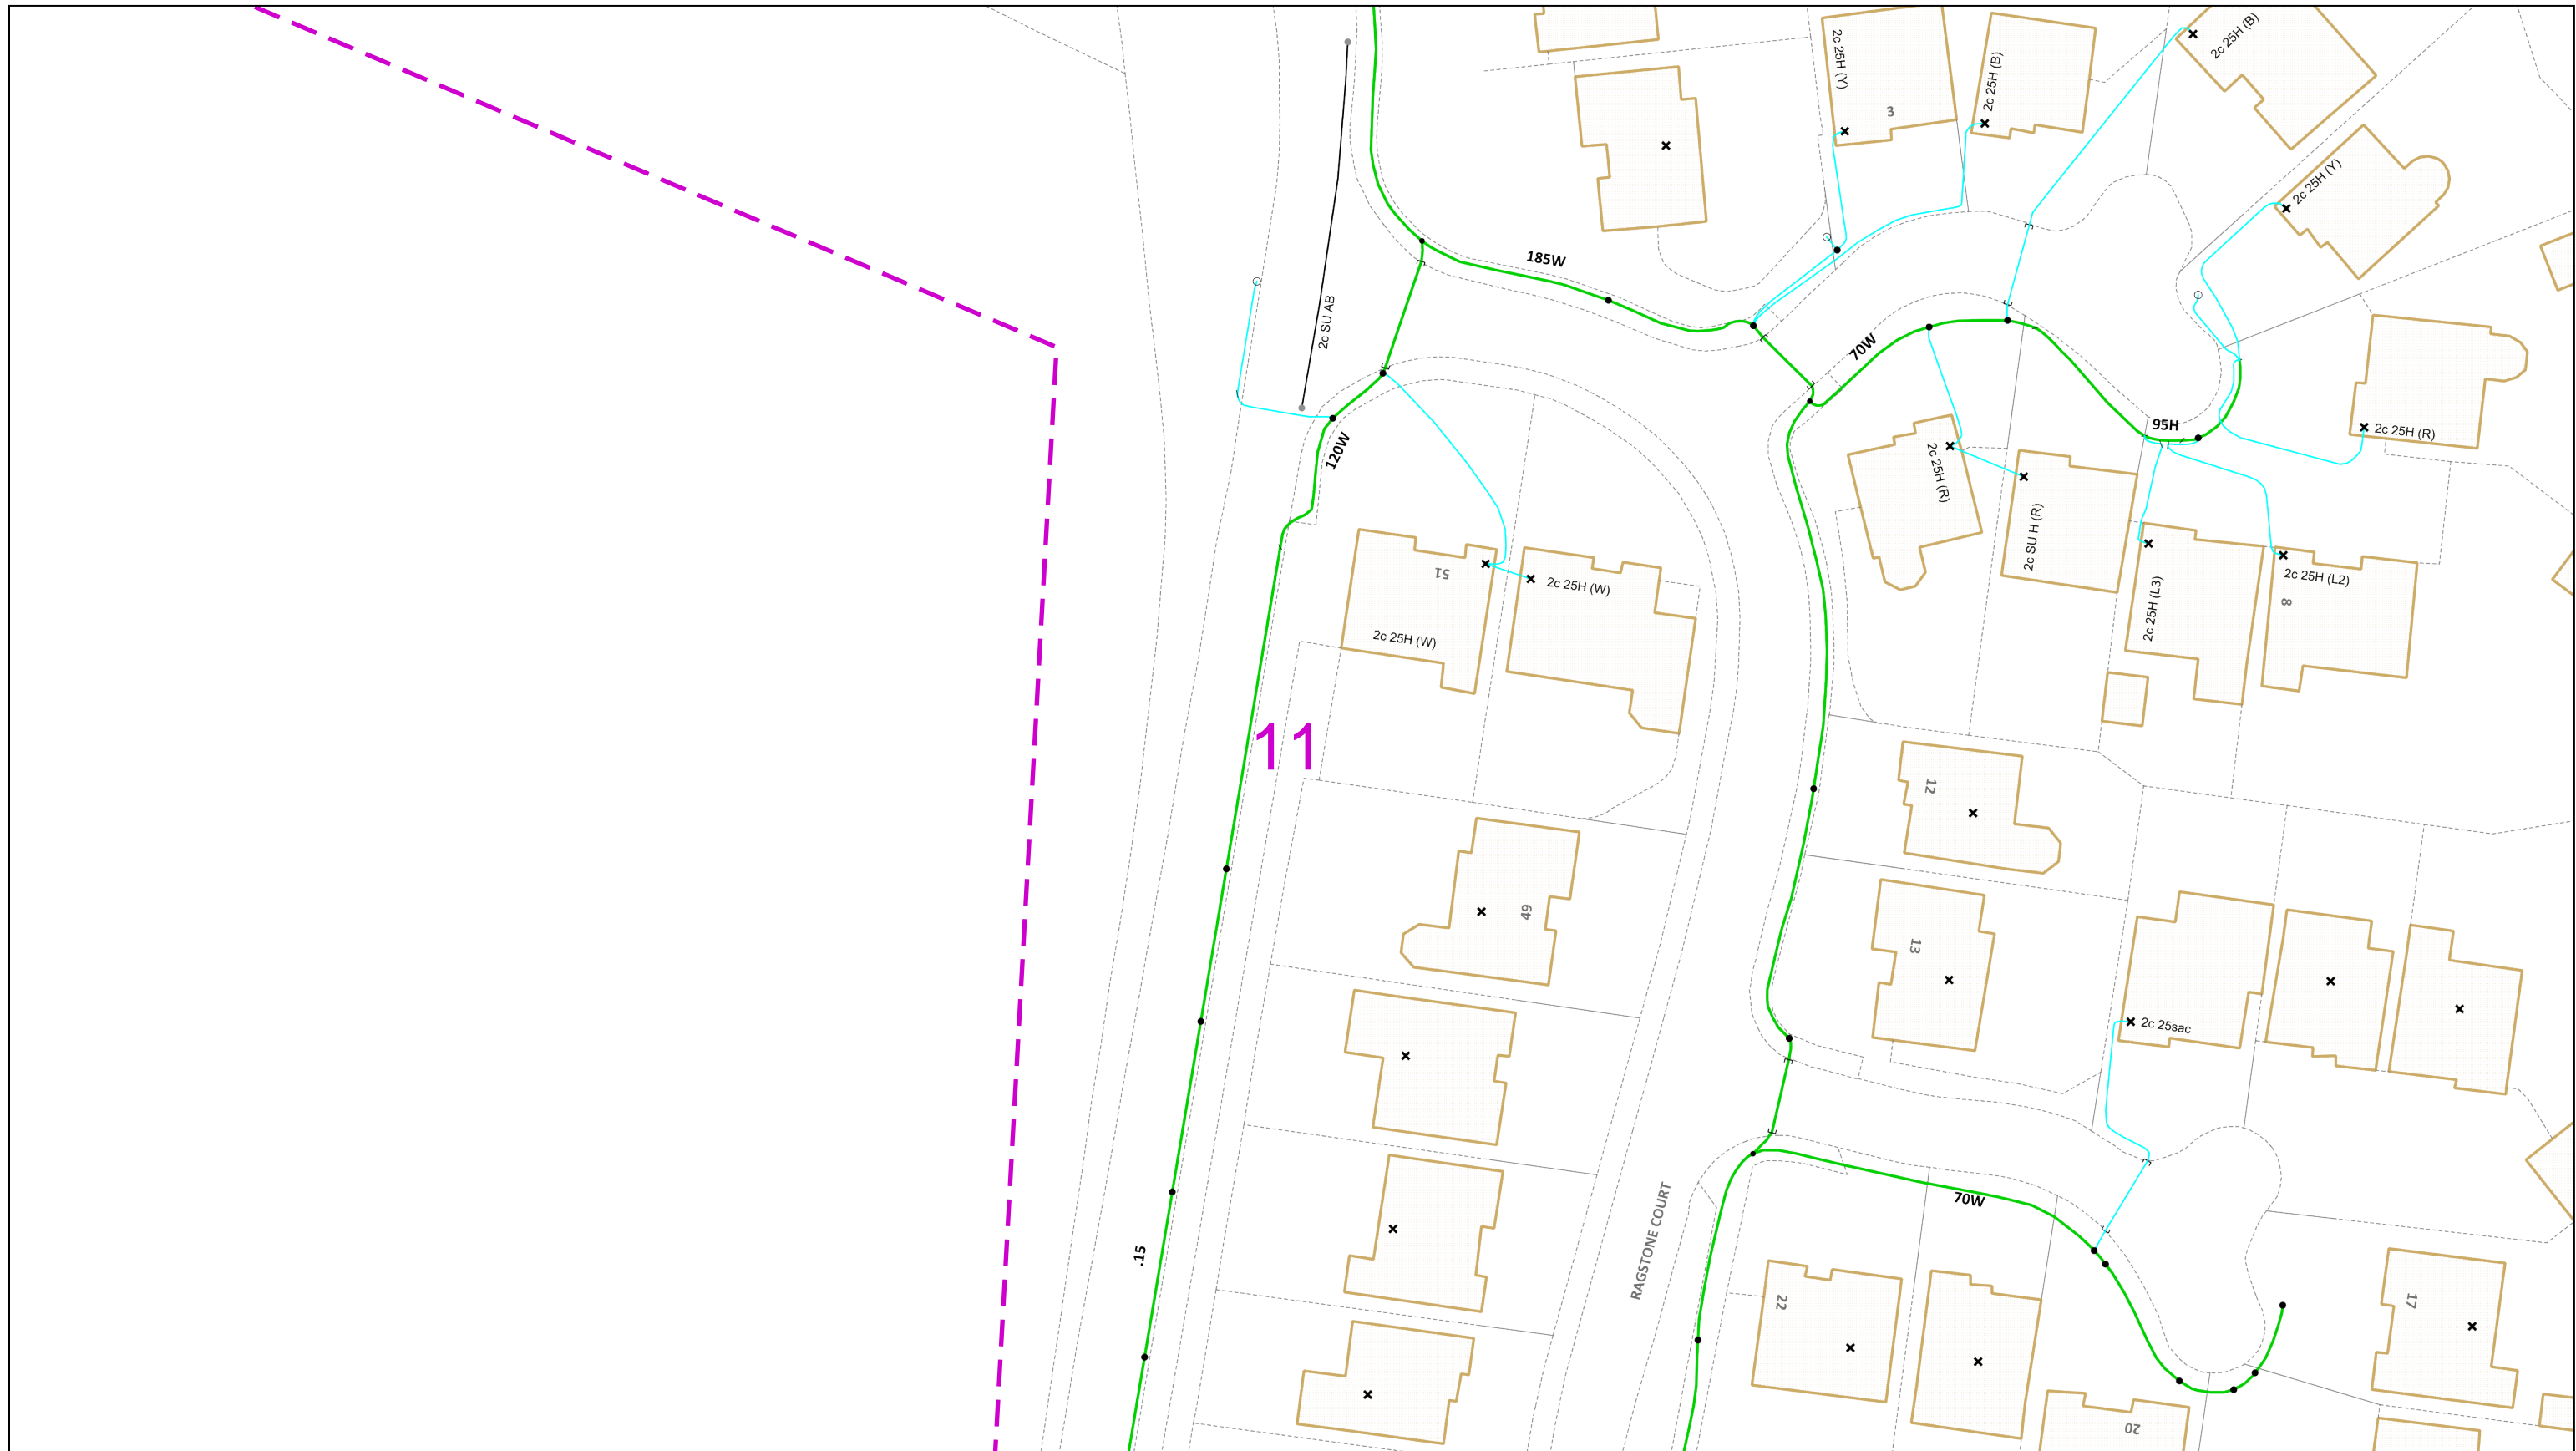 2c 25H (Y)
3
2c 25H (B)
2c 25H (B)
2c 25H (Y)
185W
2c SU AB
70W
120W
95H
2c 25H (R)
2c 25H (R)
2c SU H (R)
51
2c 25H (W)
2c 25H (W)
2c 25H (L3)
2c 25H (L2)
8
11
12
49
13
2c 25sac
RAGSTONE COURT
70W
.15
22
17
20